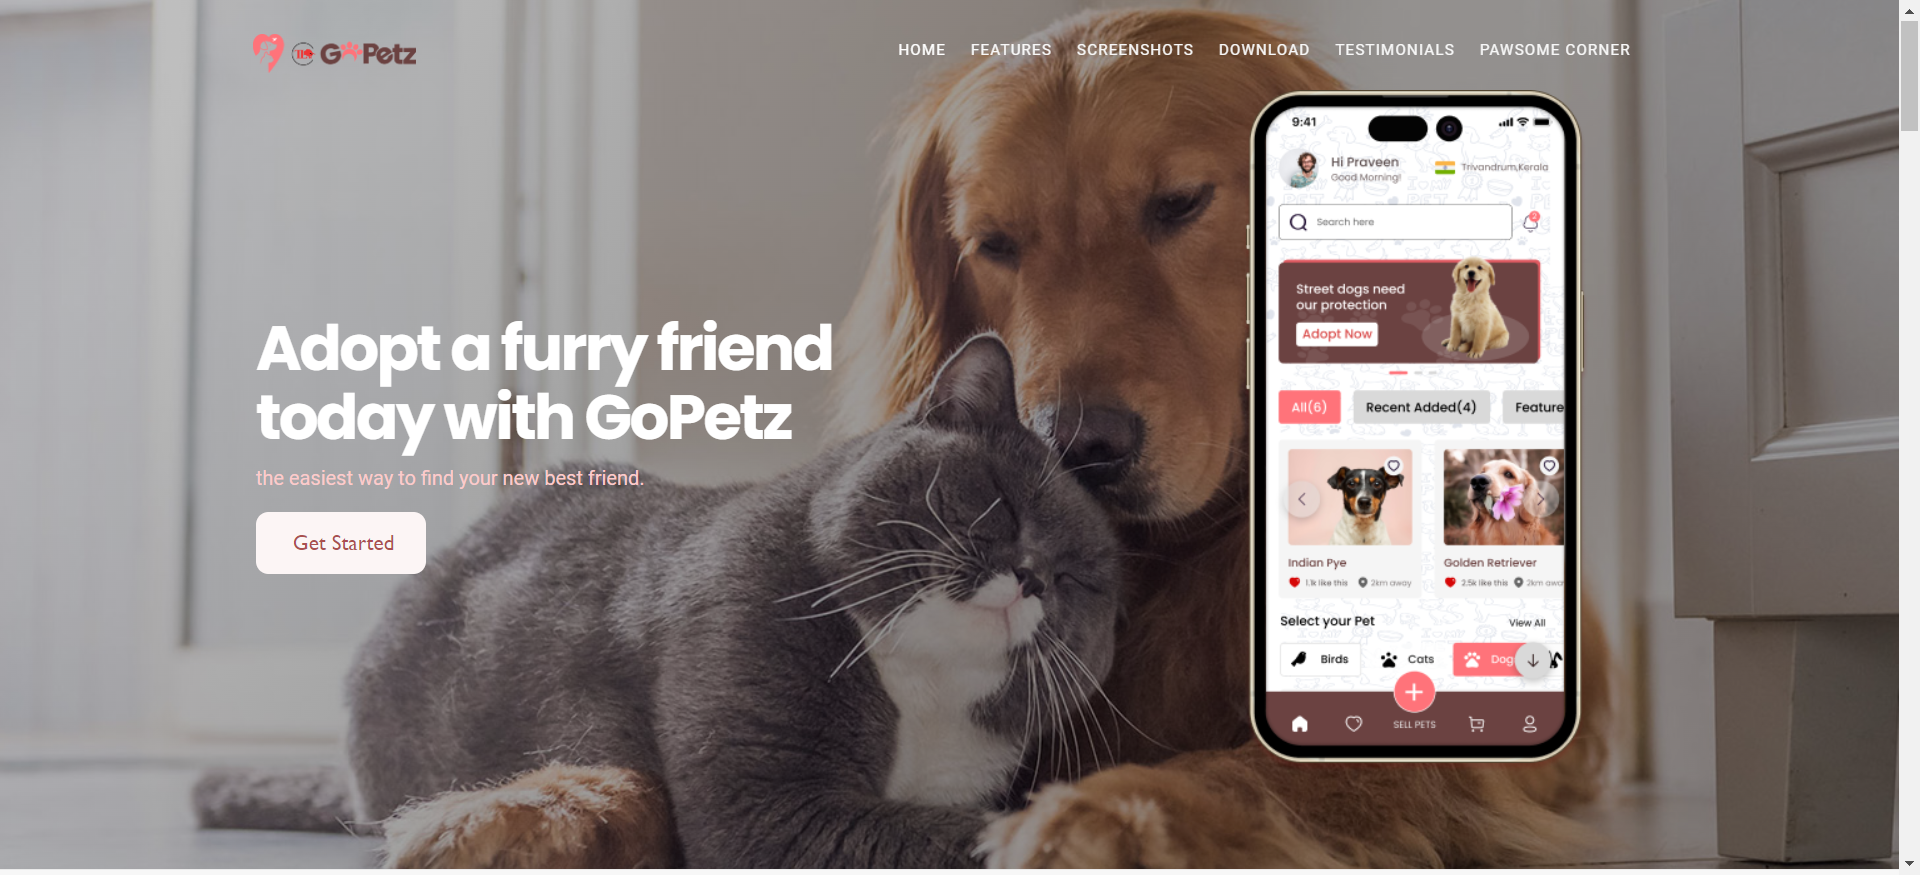 GoPetz
HOME FEATURES SCREENSHOTS DOWNLOAD TESTIMONIALS PAWSOME CORNER
Adopt a furry friend
today with GoPetz
the easiest way to find your new best friend.
Get Started
9:41
Hi Praveen
Good Morning!
Trivandrum,Kerala
Search here
2
Street dogs need
our protection
Adopt Now
All(6) Recent Added(4) Feature
Indian Pye
1.1k like this 2km away
Golden Retriever
2.5k like this 2km away
Select your Pet View All
Birds Cats Dog
SELL PETS